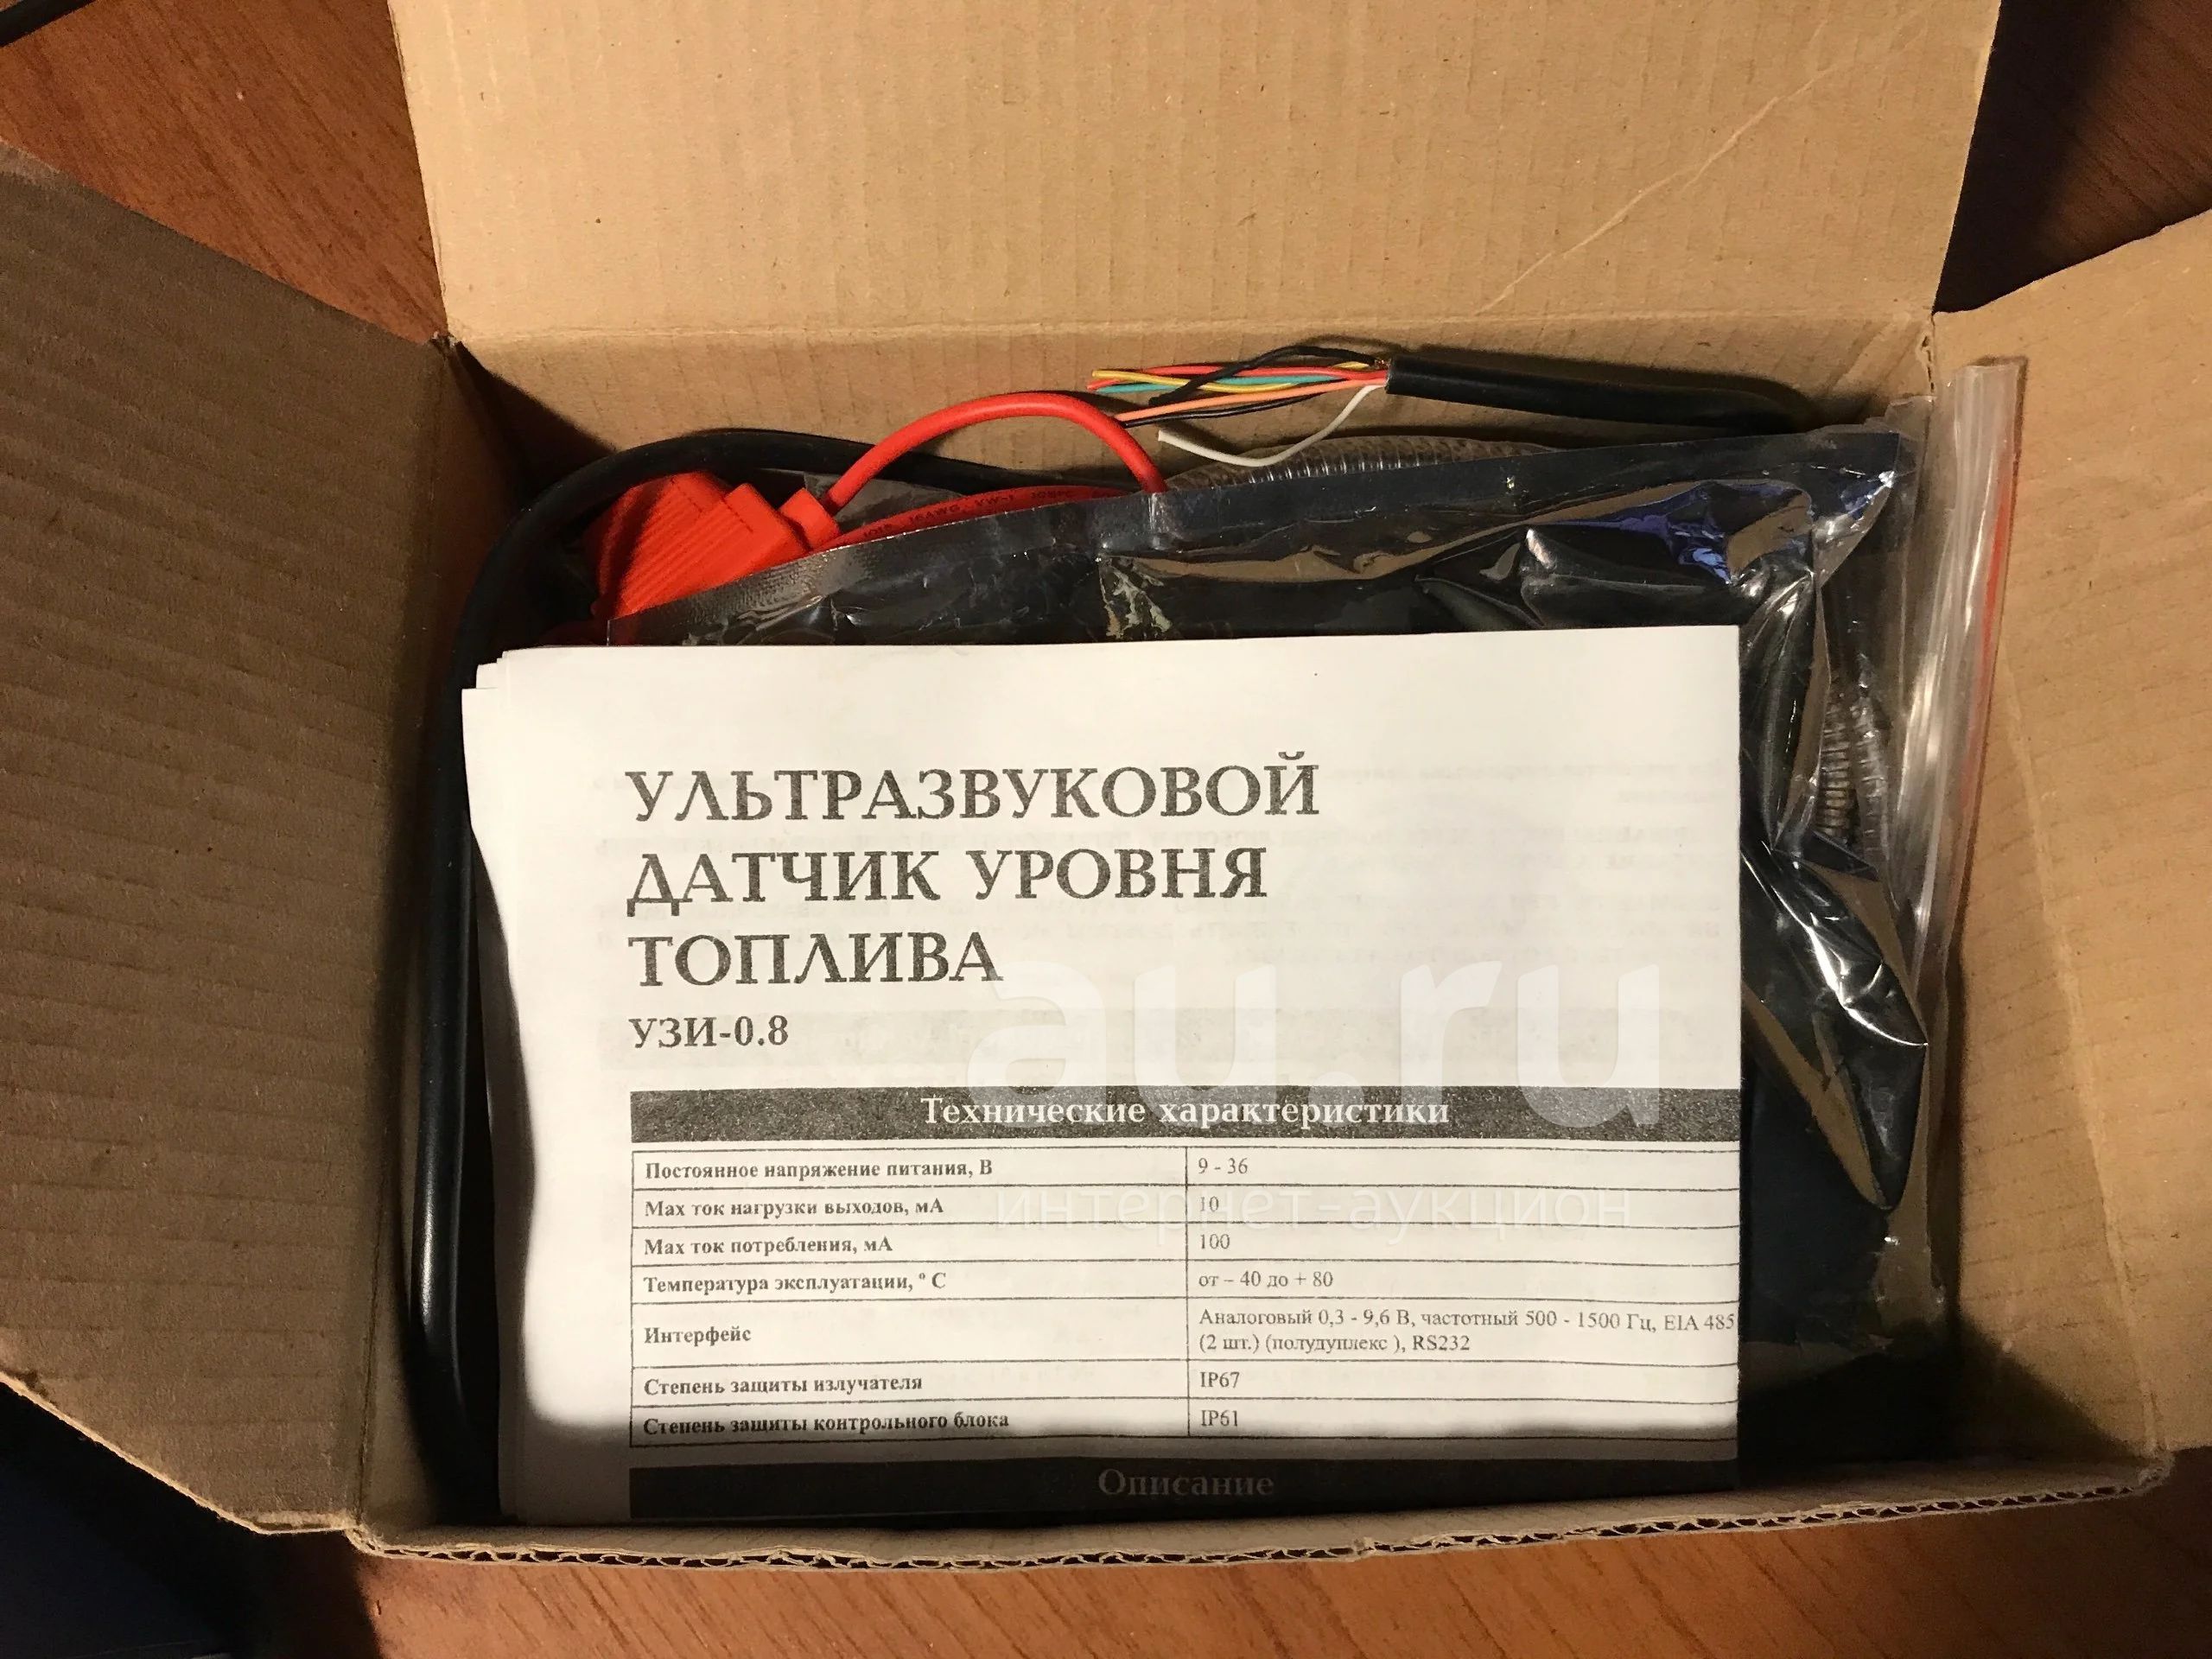 16AWG VW-1
УЛЬТРАЗВУКОВОЙ
ДАТЧИК УРОВНЯ
ТОПЛИВА
УЗИ-0.8
au.ru
интернет-аукцион
Технические характеристики
Постоянное напряжение питания, В 9 - 36
Мах ток нагрузки выходов, мА 10
Мах ток потребления, мА 100
Температура эксплуатации, ° С от – 40 до + 80
Интерфейс Аналоговый 0,3 - 9,6 В, частотный 500 - 1500 Гц, EIA 485
(2 шт.) (полудуплекс ), RS232
Степень защиты излучателя IP67
Степень защиты контрольного блока IP61
Описание